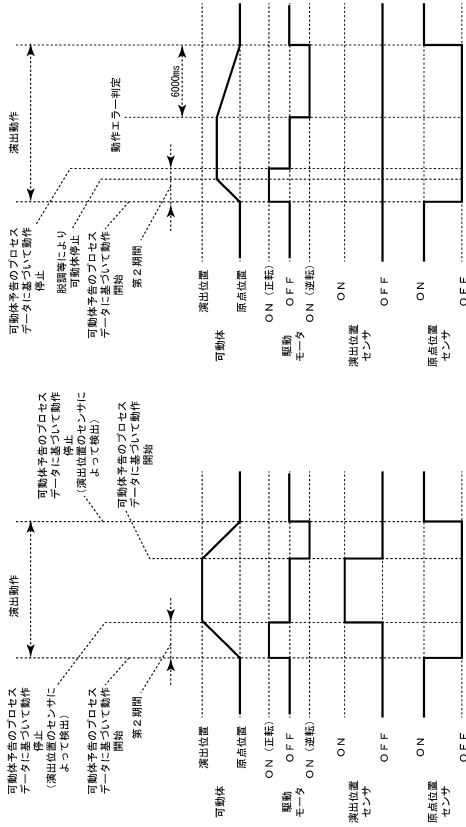 演出動作
可動体予告のプロセス
データに基づいて動作
停止
脱調等により
可動体停止
可動体予告のプロセス
データに基づいて動作
開始
第２期間
動作エラー判定
6000ms
演出位置
原点位置
可動体
ON（正転）
OFF
ON（逆転）
駆動
モータ
ON
OFF
演出位置
センサ
ON
OFF
原点位置
センサ
演出動作
可動体予告のプロセス
データに基づいて動作
停止
（演出位置のセンサに
よって検出）
可動体予告のプロセス
データに基づいて動作
開始
第２期間
可動体予告のプロセス
データに基づいて動作
停止
（演出位置のセンサに
よって検出）
可動体予告のプロセス
データに基づいて動作
開始
演出位置
原点位置
可動体
ON（正転）
OFF
ON（逆転）
駆動
モータ
ON
OFF
演出位置
センサ
ON
OFF
原点位置
センサ